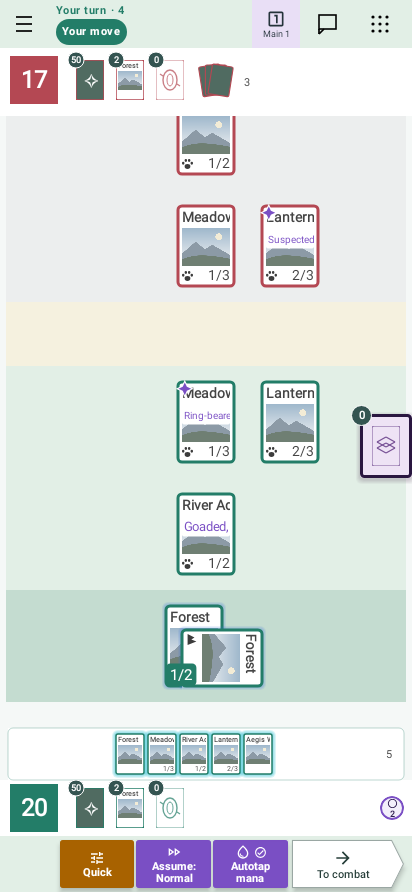 Your turn · 4
Your move
1
Main 1
17
50
2
Forest
0
3
1/2
Meadow
1/3
Lantern
Suspected
2/3
Meadow
Ring-beare
1/3
Lantern
2/3
0
River Ac
Goaded,
1/2
Forest
Forest
1/2
Forest
Meadow
1/3
River Ac
1/2
Lantern
2/3
Aegis
5
20
50
2
Forest
0
2
Quick
Assume:
Normal
Autotap
mana
To combat